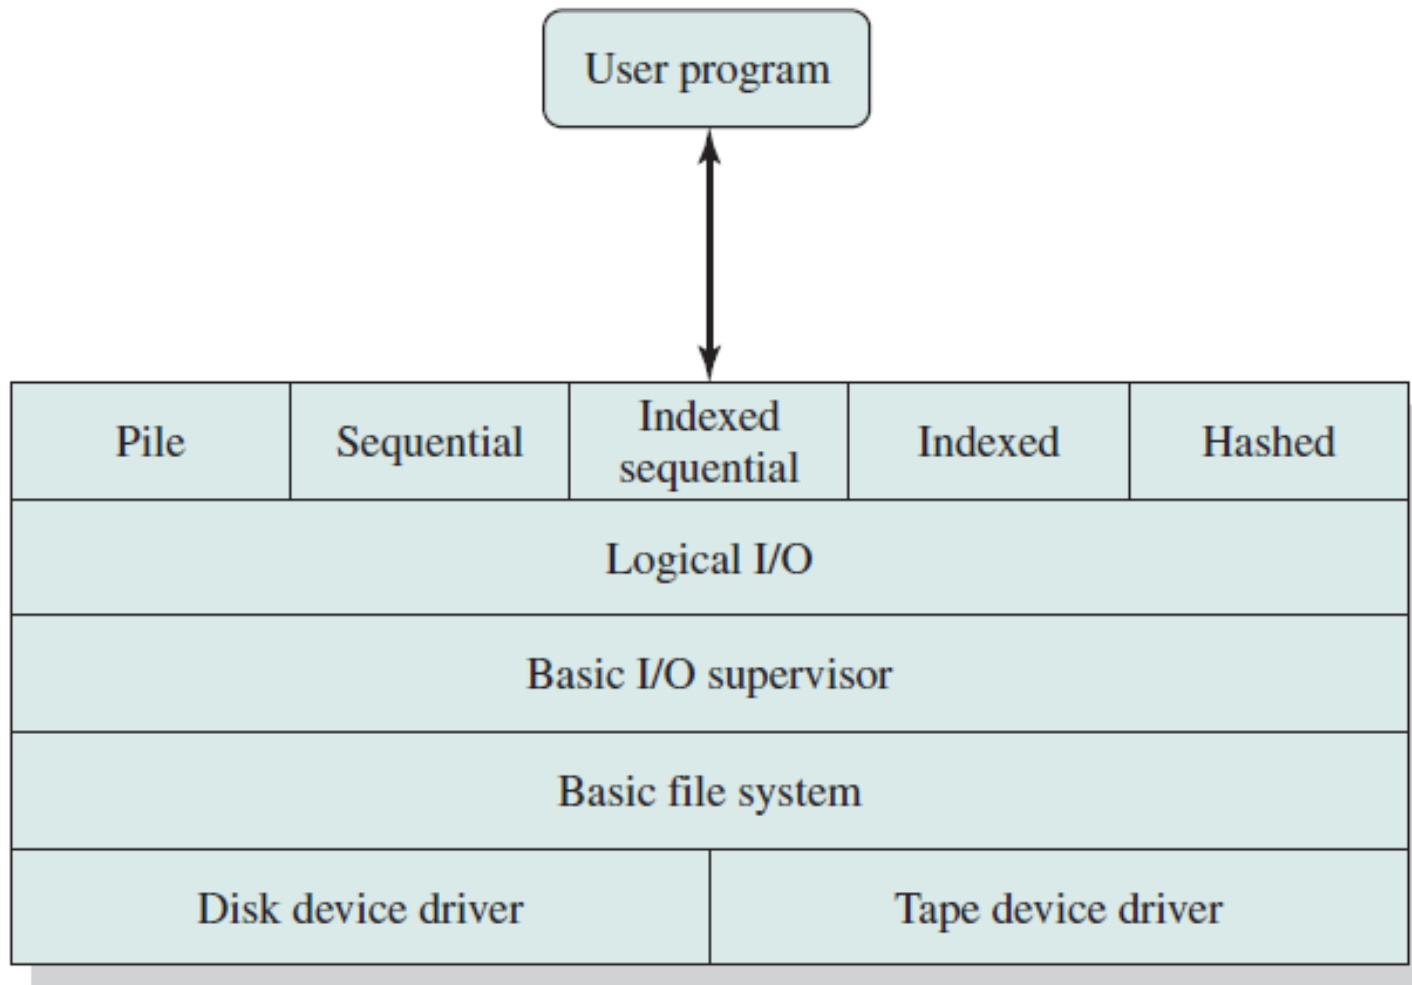 User program
Pile
Sequential
Indexed
sequential
Indexed
Hashed
Logical I/O
Basic I/O supervisor
Basic file system
Disk device driver
Tape device driver